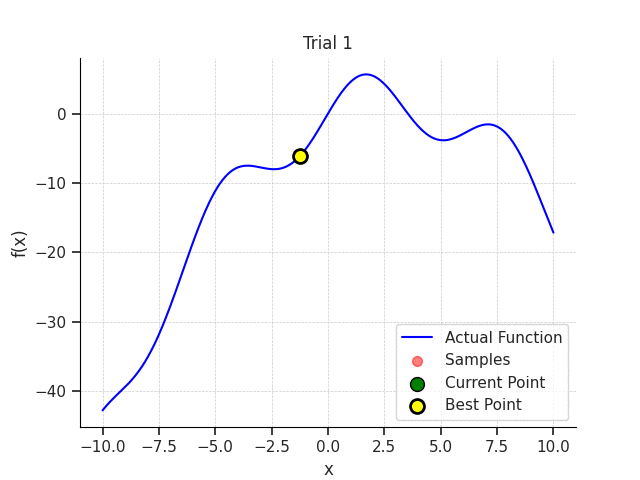 Trial 1
f(x)
0
−10
−20
−30
−40
−10.0 −7.5 −5.0 −2.5 0.0 2.5 5.0 7.5 10.0
x
Actual Function
Samples
Current Point
Best Point